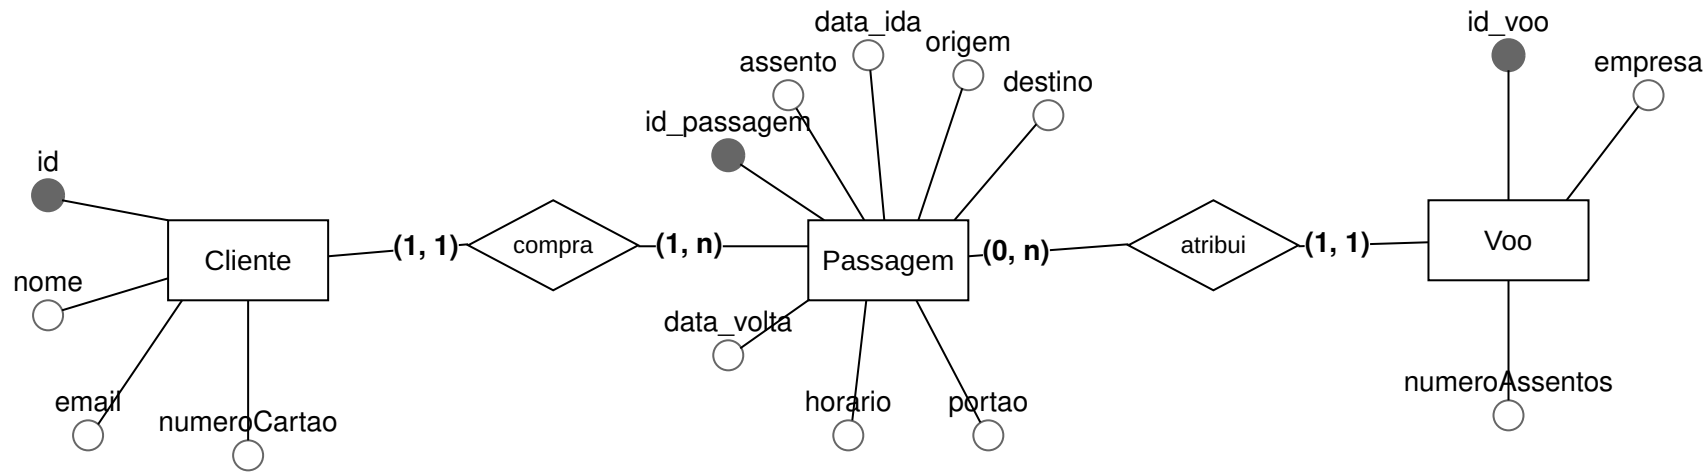 data_ida
id_voo
origem
assento
empresa
destino
id_passagem
id
compra
(1, 1)
(1, n)
Cliente
Passagem
(0, n)
atribui
(1, 1)
Voo
nome
data_volta
email
numeroCartao
horario
portao
numeroAssentos